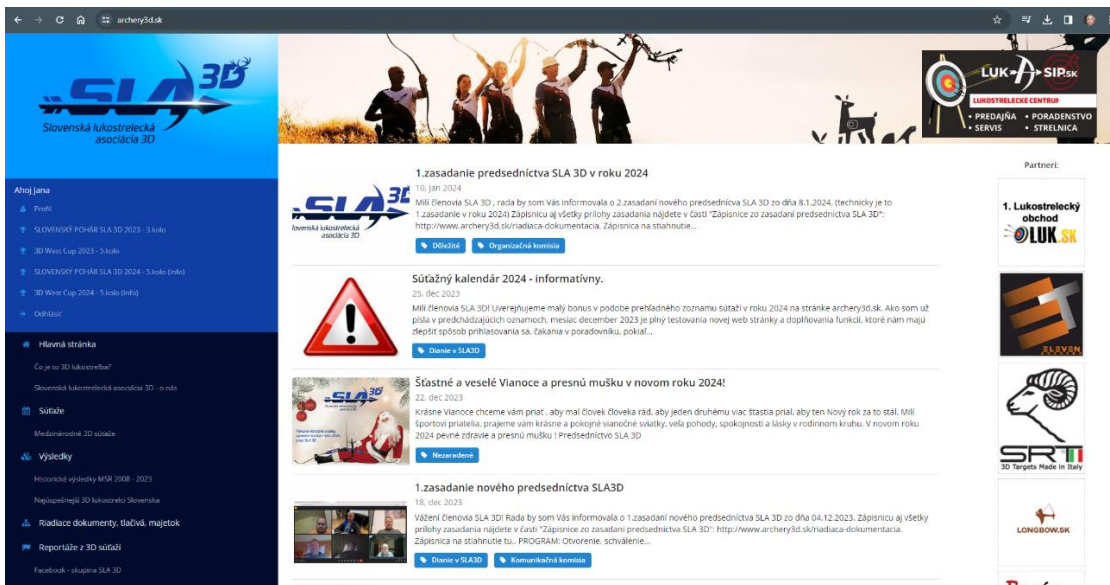 archery3d.sk
SLA 3D
Slovenská lukostrelecká
asociácia 3D
Ahoj Jana
Profil
SLOVENSKÝ POHÁR SLA 3D 2023 - 3.kolo
3D West Cup 2023 - 5.kolo
SLOVENSKÝ POHÁR SLA 3D 2024 - 5.kolo (Info)
3D West Cup 2024 - 5.kolo (Info)
Odhlásiť
Hlavná stránka
Čo je to 3D lukostreľba?
Slovenská lukostrelecká asociácia 3D - o nás
Súťaže
Medzinárodné 3D súťaže
Výsledky
Historické výsledky MSR 2008 - 2023
Najúspešnejší 3D lukostrelci Slovenska
Riadiace dokumenty, tlačivá, majetok
Reportáže z 3D súťaží
Facebook - skupina SLA 3D
LUK A SIP.SK
LUKOSTRELECKE CENTRUM
• PREDAJŇA • PORADENSTVO
• SERVIS • STRELNICA
SLA 3D
lovenská lukostrelecká
asociácia 3D
1.zasadanie predsedníctva SLA 3D v roku 2024
10. jan 2024
Milí členovia SLA 3D , rada by som Vás informovala o 2.zasadaní nového predsedníctva SLA 3D zo dňa 8.1.2024. (technicky je to
1.zasadanie v roku 2024) Zápisnicu aj všetky prílohy zasadania nájdete v časti "Zápisnice zo zasadaní predsedníctva SLA 3D":
http://www.archery3d.sk/riadiaca-dokumentacia. Zápisnica na stiahnutie...
Dôležité Organizačná komisia
Súťažný kalendár 2024 - informatívny.
25. dec 2023
Milí členovia SLA 3D! Uverejňujeme malý bonus v podobe prehľadného zoznamu súťaží v roku 2024 na stránke archery3d.sk. Ako som už
písla v predchádzajúcich oznamoch, mesiac december 2023 je plný testovania novej web stránky a doplňovania funkcií, ktoré nám majú
zlepšiť spôsob prihlasovania sa, čakania v poradovníku, pokiaľ...
Dianie v SLA3D
SLA 3D
Šťastné a veselé Vianoce a presnú mušku v novom roku 2024!
22. dec 2023
Krásne Vianoce chceme vám priať , aby mal človek človeka rád, aby jeden druhému viac šťastia prial, aby ten Nový rok za to stál. Milí
športoví priatelia, prajeme vám krásne a pokojné vianočné sviatky, veľa pohody, spokojnosti a lásky v rodinnom kruhu. V novom roku
2024 pevné zdravie a presnú mušku ! Predsedníctvo SLA 3D
Nezaradené
1.zasadanie nového predsedníctva SLA3D
18. dec 2023
Vážení členovia SLA 3D! Rada by som Vás informovala o 1.zasadaní nového predsedníctva SLA 3D zo dňa 04.12.2023. Zápisnicu aj všetky
prílohy zasadania nájdete v časti "Zápisnice zo zasadaní predsedníctva SLA 3D": http://www.archery3d.sk/riadiaca-dokumentacia.
Zápisnica na stiahnutie tu.. PROGRAM: Otvorenie, schválenie...
Dianie v SLA3D Komunikačná komisia
Partneri:
1. Lukostrelecký
obchod
OLUK.SK
ELEVEN
SRT
3D Targets Made in Italy
LONGBOW.SK